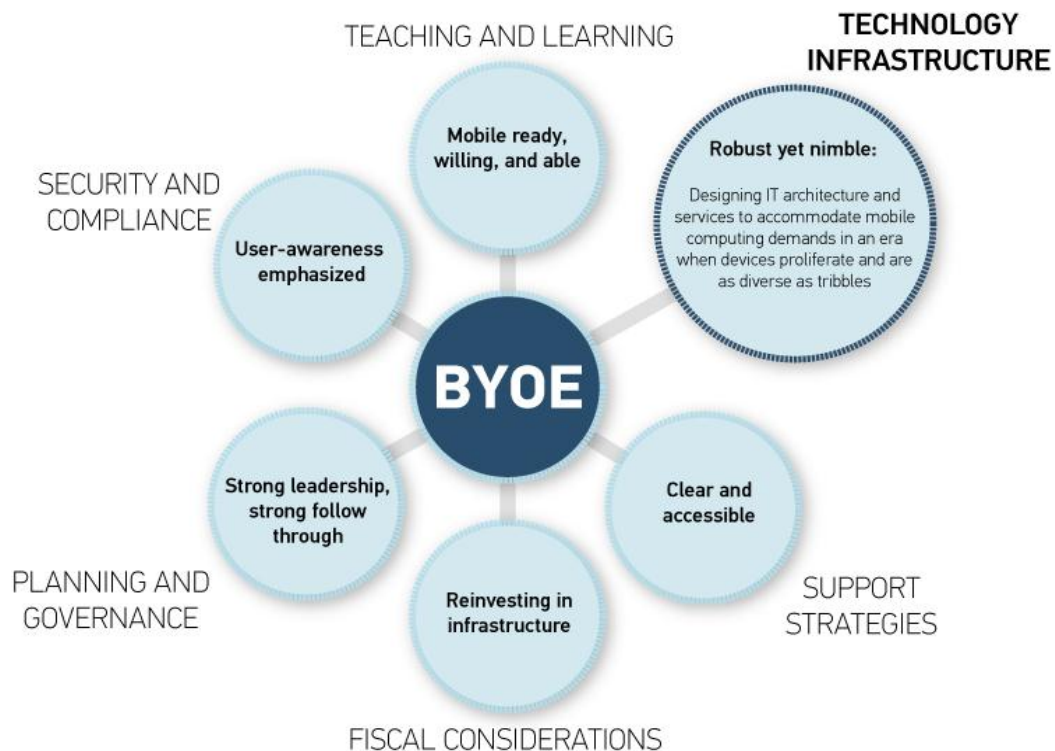 TEACHING AND LEARNING
Mobile ready,
willing, and able
TECHNOLOGY
INFRASTRUCTURE
Robust yet nimble:
Designing IT architecture and
services to accommodate mobile
computing demands in an era
when devices proliferate and are
as diverse as tribbles
SECURITY AND
COMPLIANCE
User-awareness
emphasized
BYOE
Strong leadership,
strong follow
through
PLANNING AND
GOVERNANCE
Reinvesting in
infrastructure
FISCAL CONSIDERATIONS
Clear and
accessible
SUPPORT
STRATEGIES